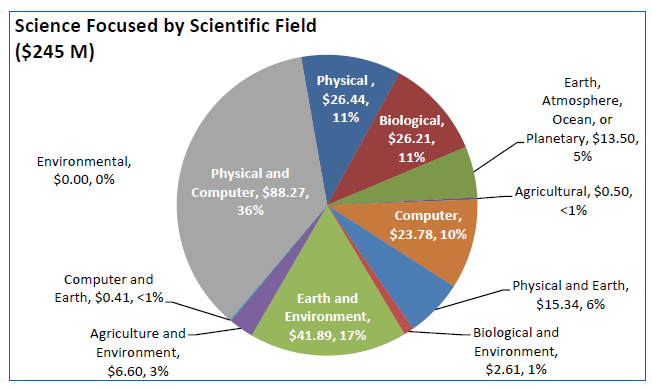 Science Focused by Scientific Field
($245 M)
Physical ,
$26.44,
11%
Biological,
$26.21,
11%
Earth,
Atmosphere,
Ocean, or
Planetary, $13.50,
5%
Agricultural, $0.50,
<1%
Computer,
$23.78, 10%
Physical and Earth,
$15.34, 6%
Biological and
Environment,
$2.61, 1%
Earth and
Environment,
$41.89, 17%
Agriculture and
Environment,
$6.60, 3%
Computer and
Earth, $0.41, <1%
Physical and
Computer, $88.27,
36%
Environmental,
$0.00, 0%